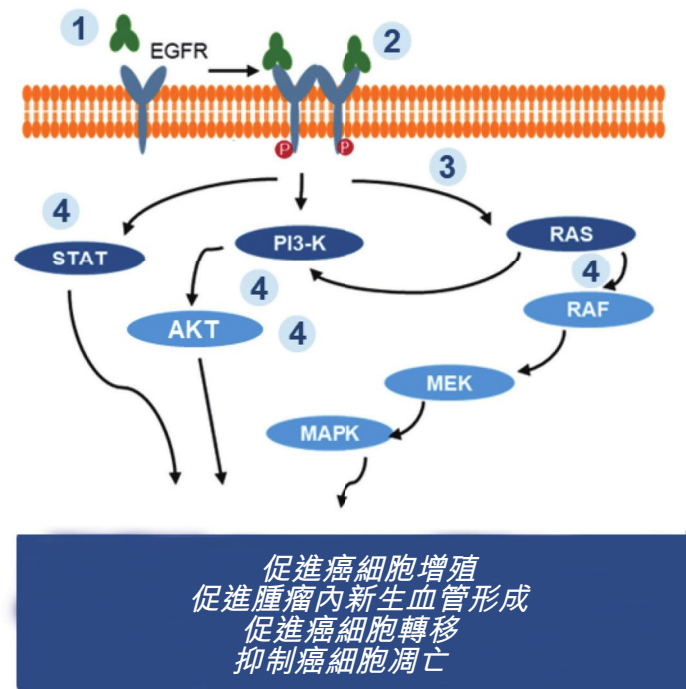 1
EGFR
2
P
P
3
4
STAT
PI3-K
RAS
4
4
RAF
AKT
4
MEK
MAPK
促進癌細胞增殖
促進腫瘤內新生血管形成
促進癌細胞轉移
抑制癌細胞凋亡